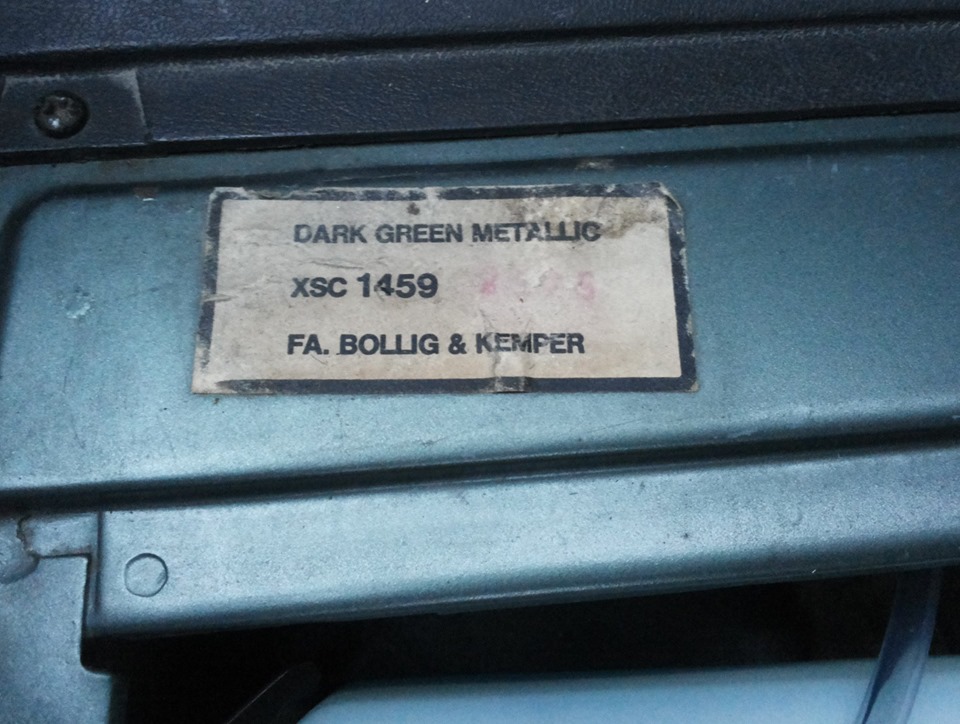 DARK GREEN METALLIC
XSC 1459
FA. BOLLIG & KEMPER